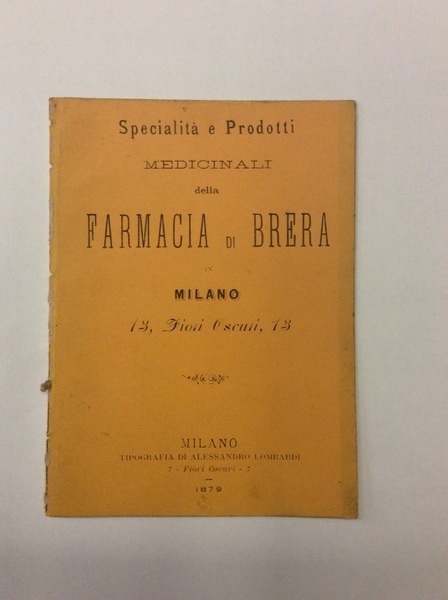 Specialità e Prodotti
MEDICINALI
della
FARMACIA DI BRERA
IN
MILANO
13, Fiori Oscuri, 13
MILANO
TIPOGRAFIA DI ALESSANDRO LOMBARDI
7 - Fiori Oscuri - 7
1879